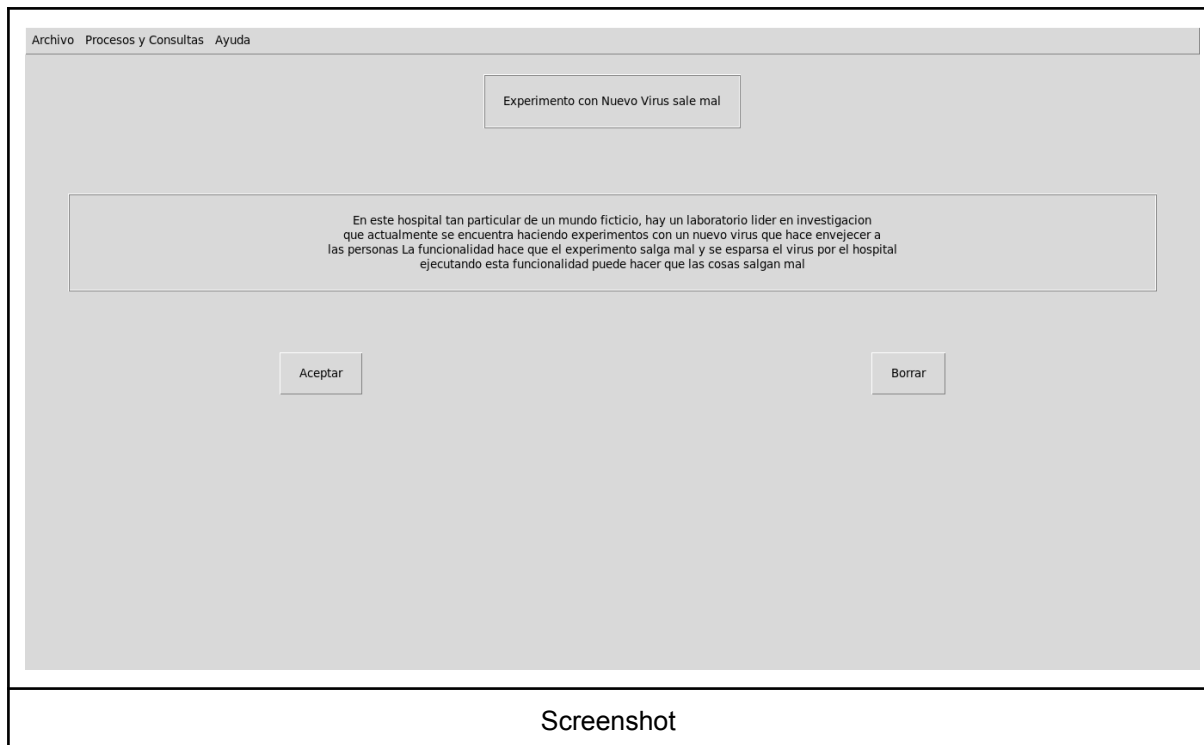 Archivo Procesos y Consultas Ayuda
Experimento con Nuevo Virus sale mal
En este hospital tan particular de un mundo ficticio, hay un laboratorio lider en investigacion
que actualmente se encuentra haciendo experimentos con un nuevo virus que hace envejecer a
las personas La funcionalidad hace que el experimento salga mal y se esparsa el virus por el hospital
ejecutando esta funcionalidad puede hacer que las cosas salgan mal
Aceptar Borrar
Screenshot